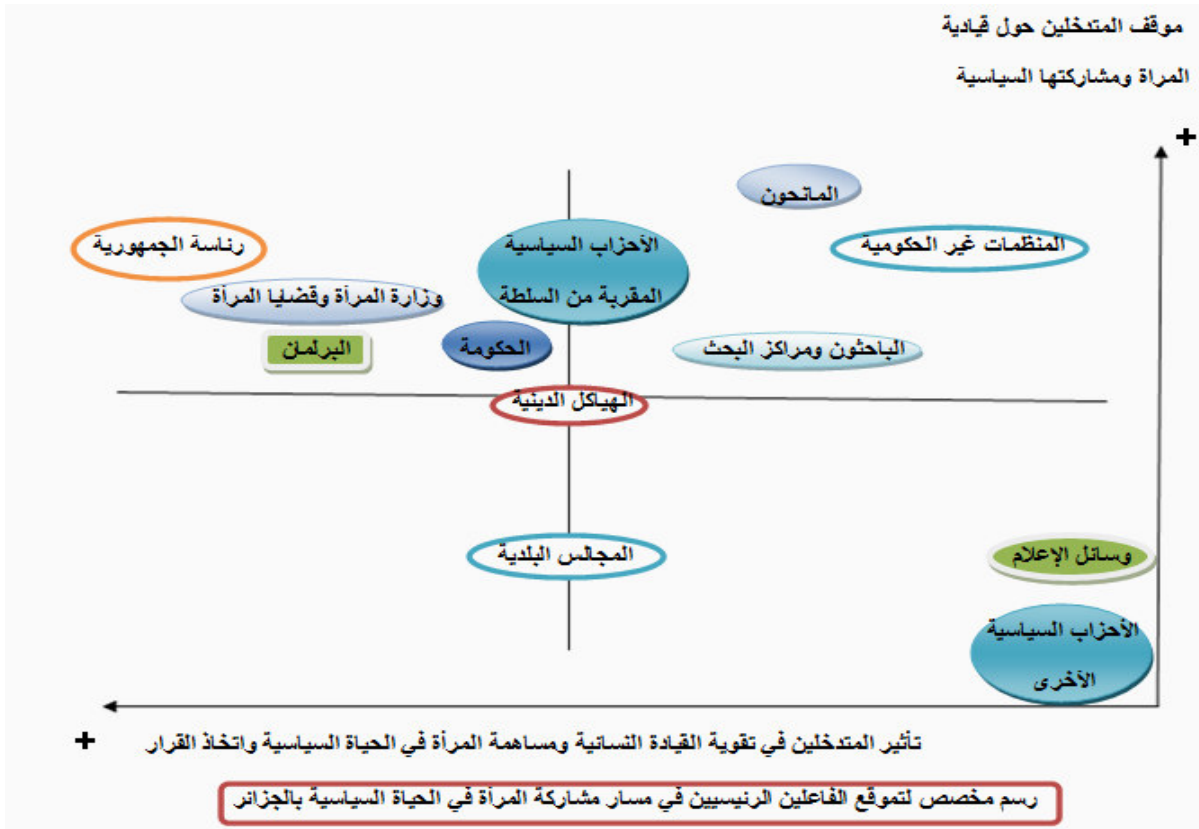 موقف المتدخلين حول قيادية
المراة ومشاركتها السياسية
+
المانحون
المنظمات غير الحكومية
الأحزاب السياسية
المقربة من السلطة
رئاسة الجمهورية
وزارة المرأة وقضايا المرأة
الباحثون ومراكز البحث
الحكومة
البرلمان
الهياكل الدينية
وسائل الإعلام
المجالس البلدية
الأحزاب السياسية
الأخرى
تأثير المتدخلين في تقوية القيادة النسائية ومساهمة المرأة في الحياة السياسية واتخاذ القرار +
رسم مخصص لتموقع الفاعلين الرئيسيين في مسار مشاركة المرأة في الحياة السياسية بالجزائر